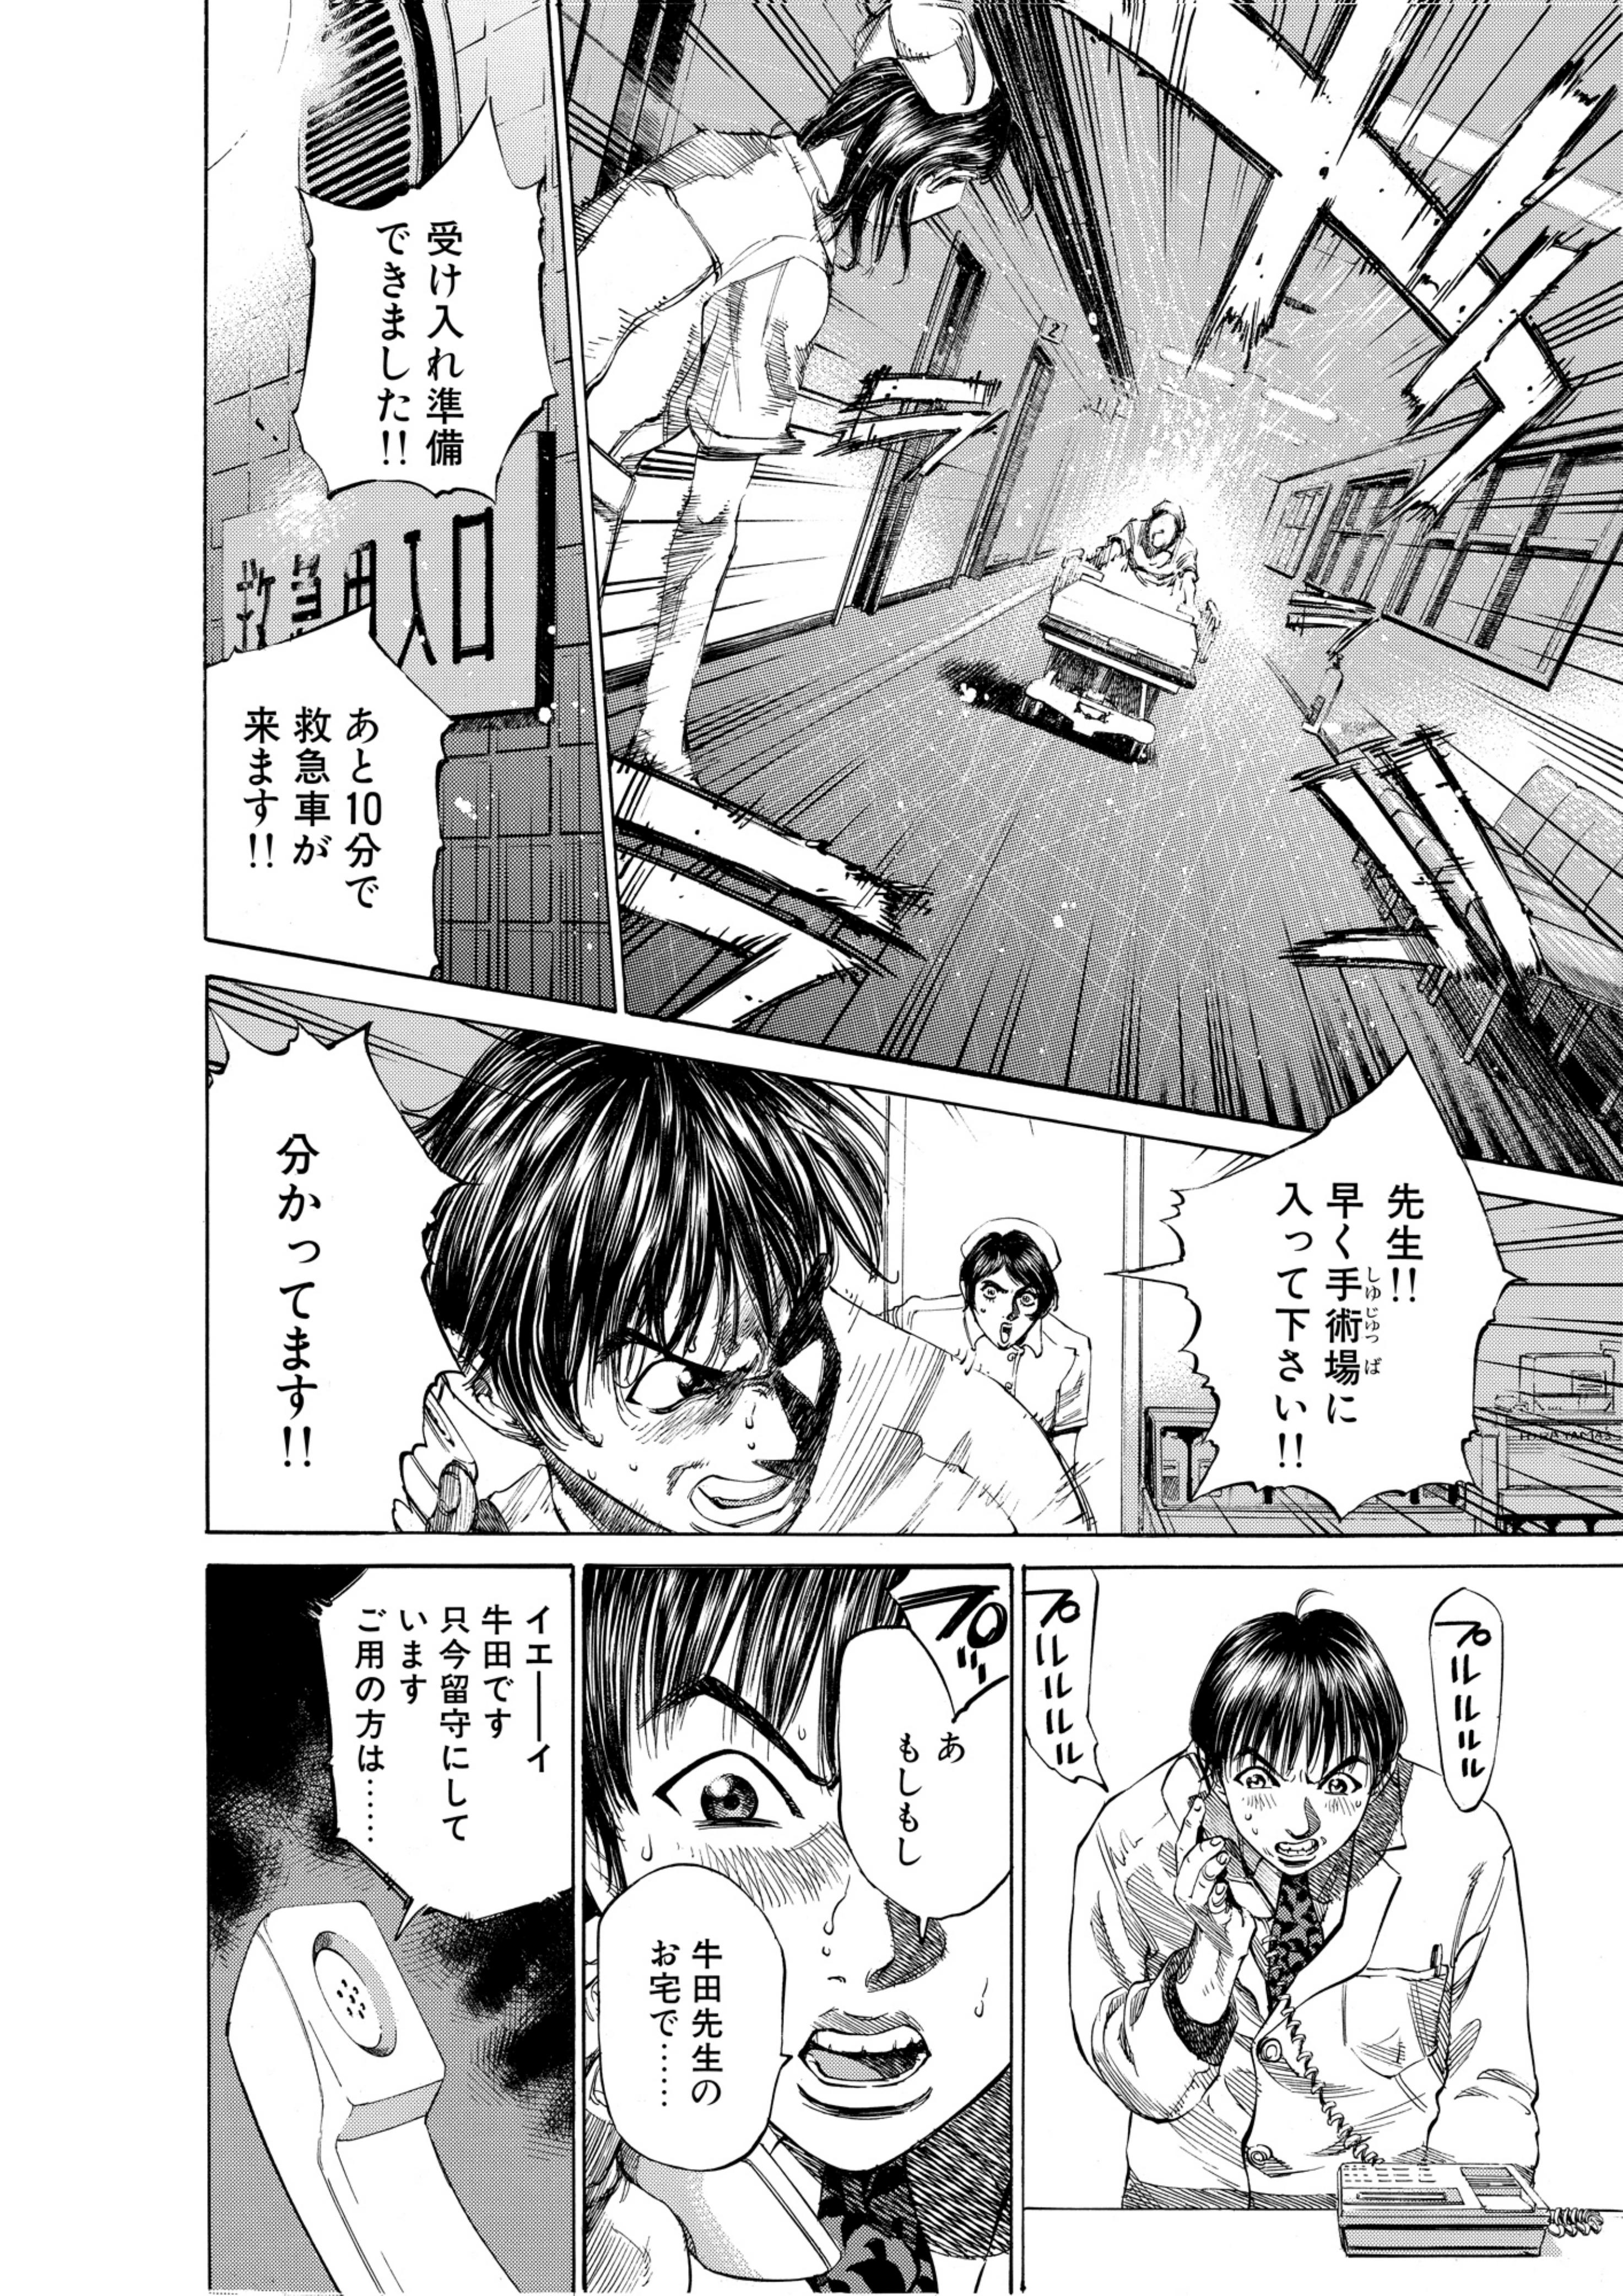 ガラガラ
受け入れ準備
できました!!
救急用入口
あと10分で
救急車が
来ます!!
先生!!
早く手術場に
しゅじゅつば
入って下さい!!
分かってます!!
プルルルル
プルルルル
プッ
あ
もしもし
牛田先生の
お宅で……
イエーイ
牛田です
只今留守にして
います
ご用の方は……